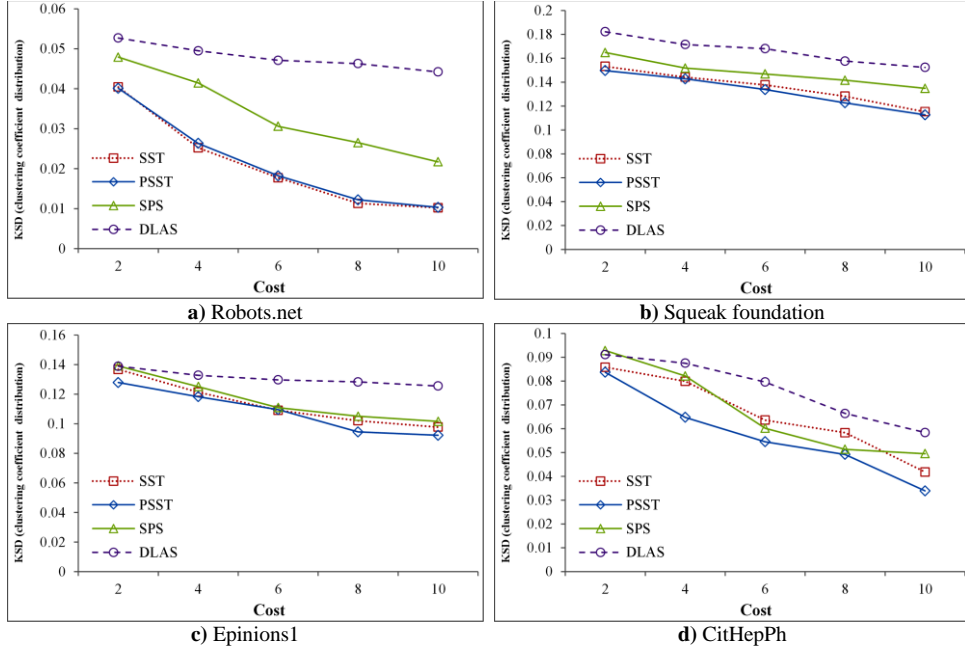 0.06
0.05
0.04
0.03
0.02
0.01
0
KSD (clustering coefficient distribution)
SST
PSST
SPS
DLAS
2 4 6 8 10
Cost
a) Robots.net
0.2
0.18
0.16
0.14
0.12
0.1
0.08
0.06
0.04
0.02
0
KSD (clustering coefficient distribution)
SST
PSST
SPS
DLAS
2 4 6 8 10
Cost
b) Squeak foundation
0.16
0.14
0.12
0.1
0.08
0.06
0.04
0.02
0
KSD (clustering coefficient distribution)
SST
PSST
SPS
DLAS
2 4 6 8 10
Cost
c) Epinions1
0.1
0.09
0.08
0.07
0.06
0.05
0.04
0.03
0.02
0.01
0
KSD (clustering coefficient distribution)
SST
PSST
SPS
DLAS
2 4 6 8 10
Cost
d) CitHepPh